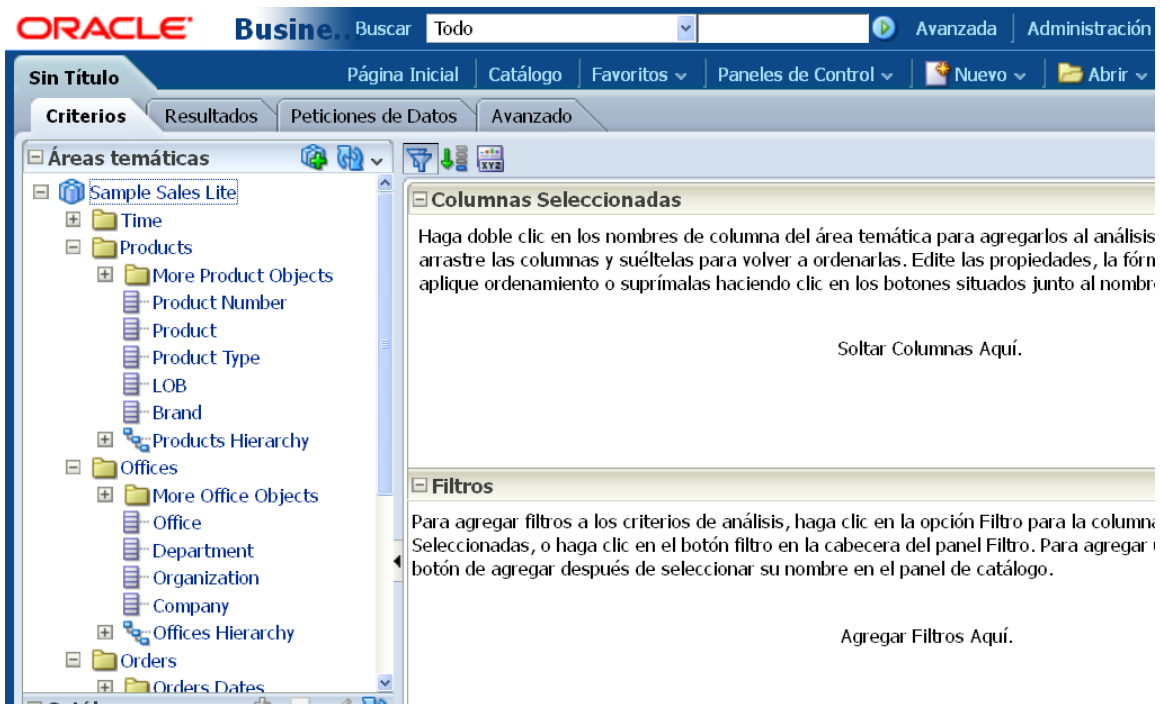 ORACLE Busine.. Buscar Todo Avanzada Administración
Sin Título Página Inicial Catálogo Favoritos Paneles de Control Nuevo Abrir
Criterios Resultados Peticiones de Datos Avanzado
Áreas temáticas
Sample Sales Lite
Time
Products
More Product Objects
Product Number
Product
Product Type
LOB
Brand
Products Hierarchy
Offices
More Office Objects
Office
Department
Organization
Company
Offices Hierarchy
Orders
Orders Dates
XYZ
Columnas Seleccionadas
Haga doble clic en los nombres de columna del área temática para agregarlos al análisis
arrastre las columnas y suéltelas para volver a ordenarlas. Edite las propiedades, la fórm
aplique ordenamiento o suprímalas haciendo clic en los botones situados junto al nombre
Soltar Columnas Aquí.
Filtros
Para agregar filtros a los criterios de análisis, haga clic en la opción Filtro para la columna
Seleccionadas, o haga clic en el botón filtro en la cabecera del panel Filtro. Para agregar
botón de agregar después de seleccionar su nombre en el panel de catálogo.
Agregar Filtros Aquí.